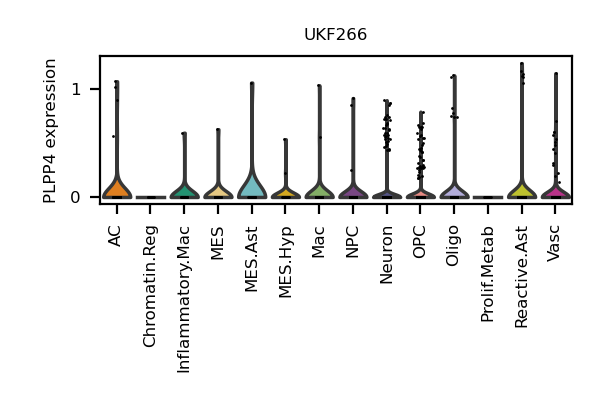 UKF266
PLPP4 expression
1
0
AC
Chromatin.Reg
Inflammatory.Mac
MES
MES.Ast
MES.Hyp
Mac
NPC
Neuron
OPC
Oligo
Prolif.Metab
Reactive.Ast
Vasc